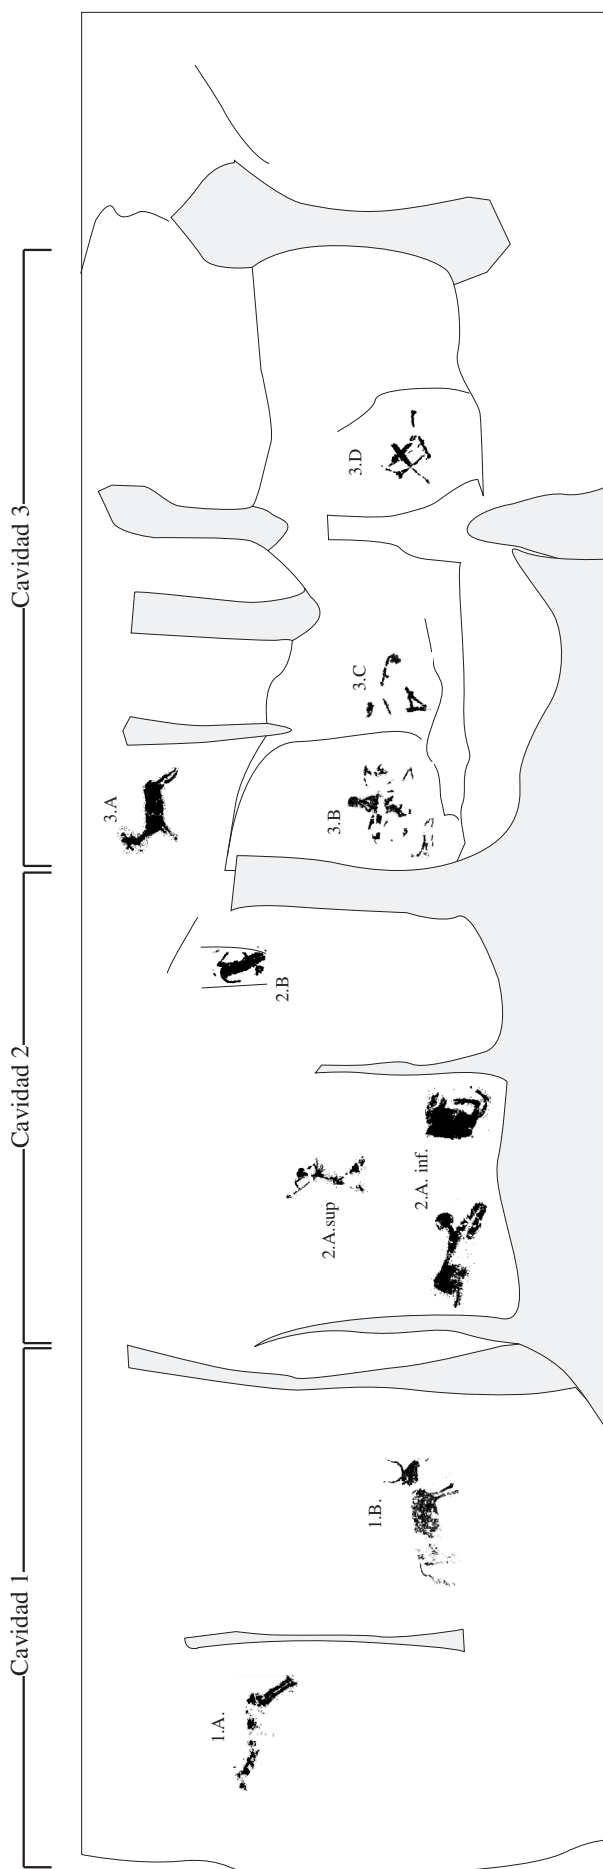 Cavidad 1
Cavidad 2
Cavidad 3
1.A.
1.B.
2.A.sup
2.A. inf.
2.B
3.A
3.B
3.C
3.D